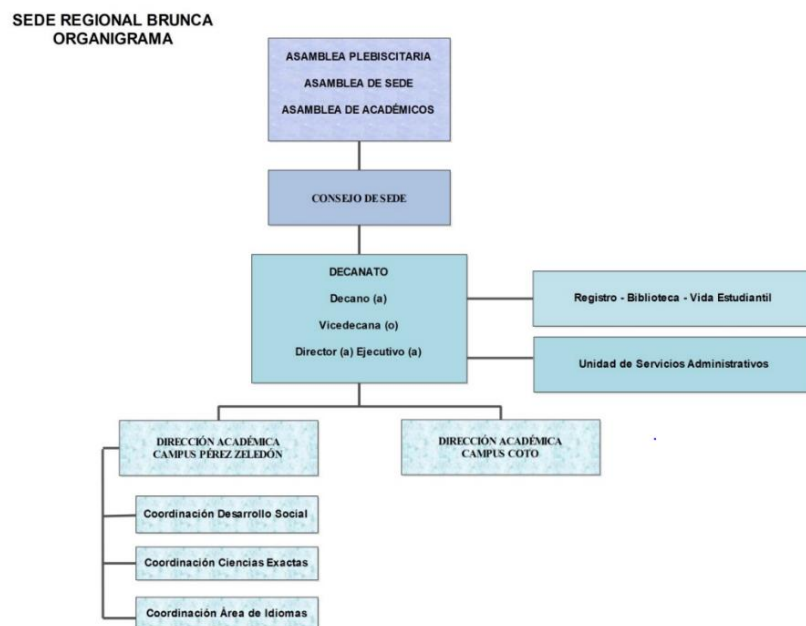 SEDE REGIONAL BRUNCA
ORGANIGRAMA
ASAMBLEA PLEBISCITARIA
ASAMBLEA DE SEDE
ASAMBLEA DE ACADÉMICOS
CONSEJO DE SEDE
DECANATO
Decano (a)
Vicedecana (o)
Director (a) Ejecutivo (a)
Registro - Biblioteca - Vida Estudiantil
Unidad de Servicios Administrativos
DIRECCIÓN ACADÉMICA
CAMPUS PÉREZ ZELEDÓN
DIRECCIÓN ACADÉMICA
CAMPUS COTO
Coordinación Desarrollo Social
Coordinación Ciencias Exactas
Coordinación Área de Idiomas